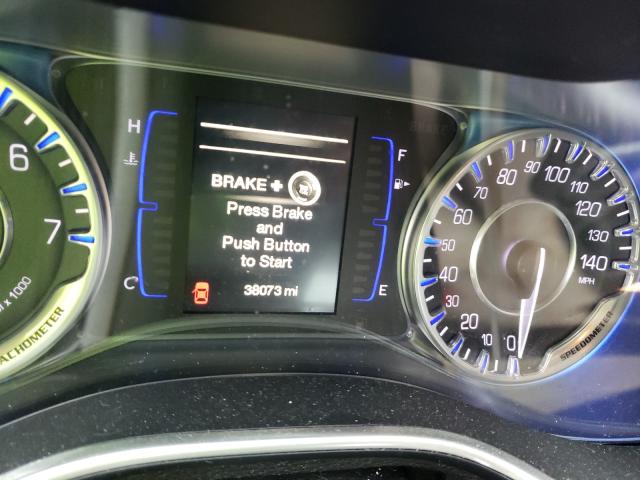 6
7
x 1000
TACHOMETER
H
C
BRAKE +
Press Brake
and
Push Button
to Start
38073 mi
F
E
0
10
20
30
40
50
60
70
80
90
100
110
120
130
140
MPH
SPEEDOMETER